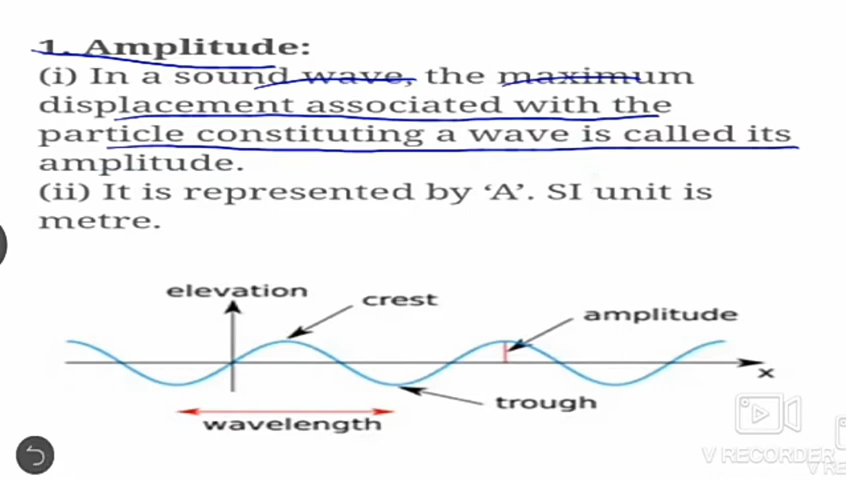 1. Amplitude:
(i) In a sound wave, the maximum
displacement associated with the
particle constituting a wave is called its
amplitude.
(ii) It is represented by ‘A’. SI unit is
metre.
elevation
crest
amplitude
x
trough
wavelength
V RECORDER
V RE